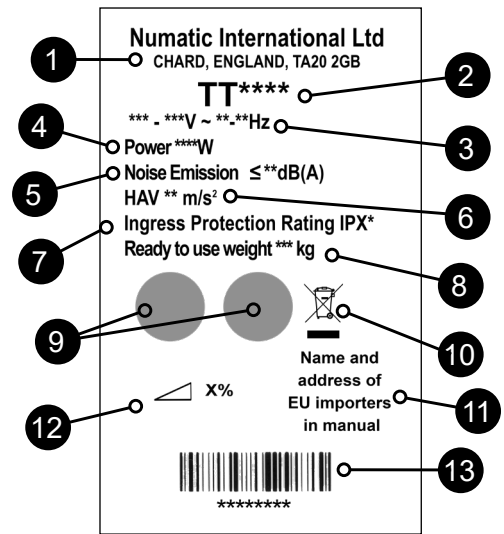 Numatic International Ltd
1
CHARD, ENGLAND, TA20 2GB
2
TT****
*** - ***V ~ **-**Hz
3
4
Power ****W
5
Noise Emission ≤**dB(A)
HAV ** m/s²
6
7
Ingress Protection Rating IPX*
Ready to use weight *** kg
8
9
10
Name and
address of
EU importers
in manual
11
12
X%
13
********